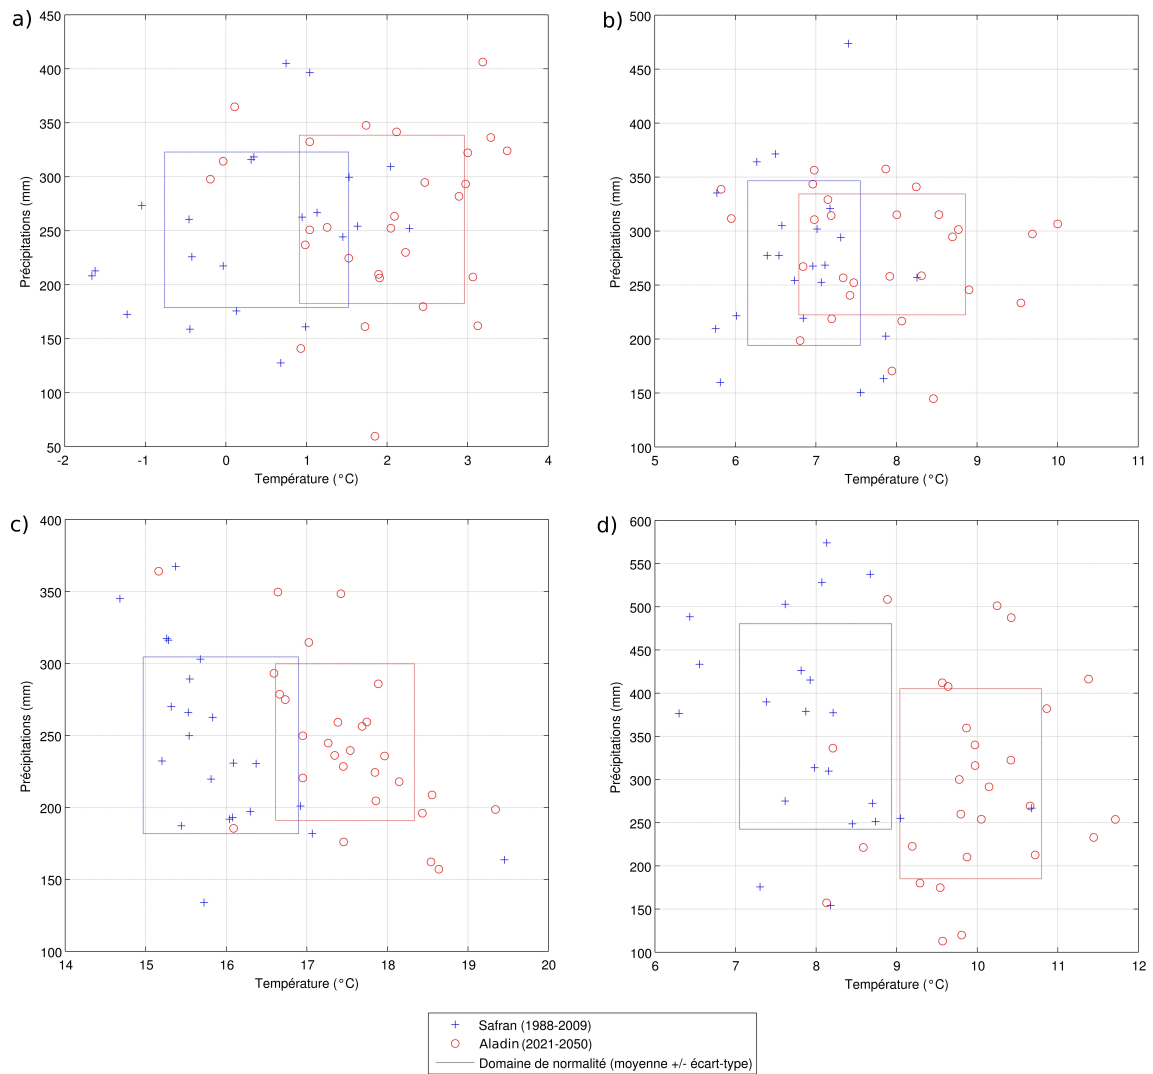 a)
450
400
350
300
250
200
150
100
50
-2 -1 0 1 2 3 4
Précipitations (mm)
Température (°C)
b)
500
450
400
350
300
250
200
150
100
5 6 7 8 9 10 11
Précipitations (mm)
Température (°C)
c)
400
350
300
250
200
150
100
14 15 16 17 18 19 20
Précipitations (mm)
Température (°C)
d)
600
550
500
450
400
350
300
250
200
150
100
6 7 8 9 10 11 12
Précipitations (mm)
Température (°C)
Safran (1988-2009)
Aladin (2021-2050)
Domaine de normalité (moyenne +/- écart-type)